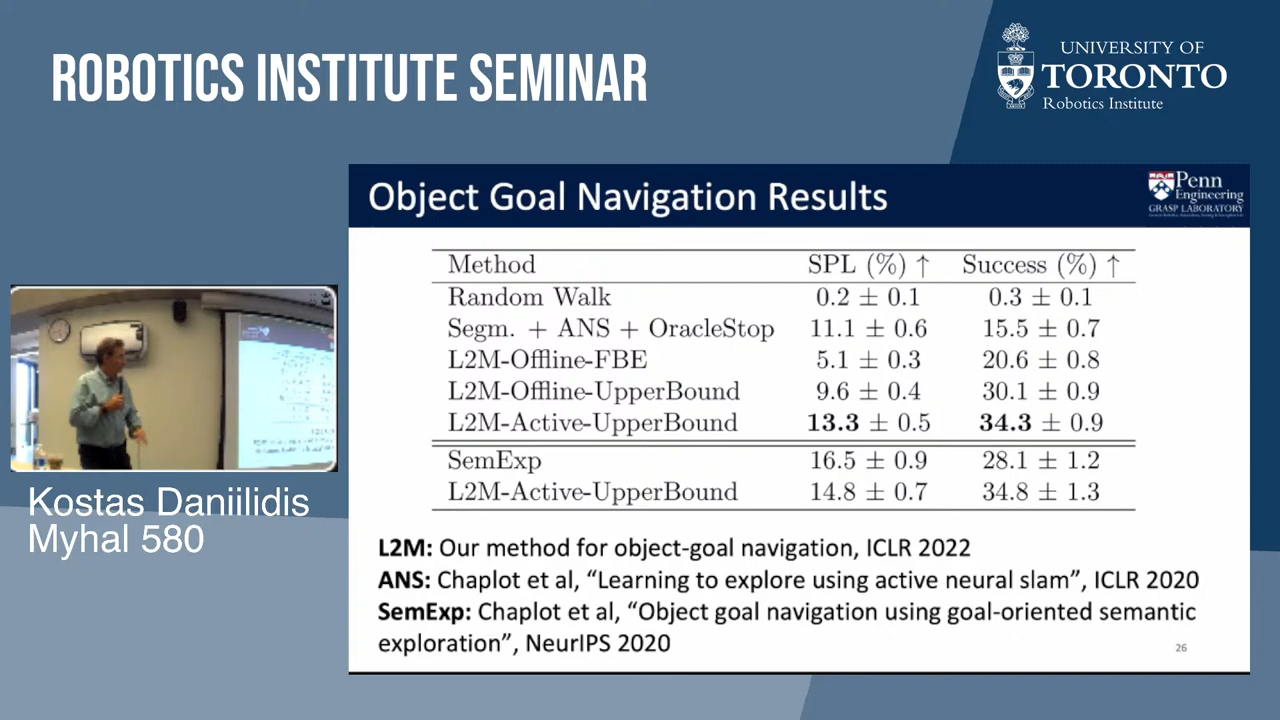 ROBOTICS INSTITUTE SEMINAR
UNIVERSITY OF
TORONTO
Robotics Institute
Object Goal Navigation Results
Penn
Engineering
GRASP LABORATORY
Method SPL (%) ↑ Success (%) ↑
Random Walk 0.2 ± 0.1 0.3 ± 0.1
Segm. + ANS + OracleStop 11.1 ± 0.6 15.5 ± 0.7
L2M-Offline-FBE 5.1 ± 0.3 20.6 ± 0.8
L2M-Offline-UpperBound 9.6 ± 0.4 30.1 ± 0.9
L2M-Active-UpperBound 13.3 ± 0.5 34.3 ± 0.9
SemExp 16.5 ± 0.9 28.1 ± 1.2
L2M-Active-UpperBound 14.8 ± 0.7 34.8 ± 1.3
L2M: Our method for object-goal navigation, ICLR 2022
ANS: Chaplot et al, “Learning to explore using active neural slam”, ICLR 2020
SemExp: Chaplot et al, “Object goal navigation using goal-oriented semantic
exploration”, NeurIPS 2020
26
Kostas Daniilidis
Myhal 580